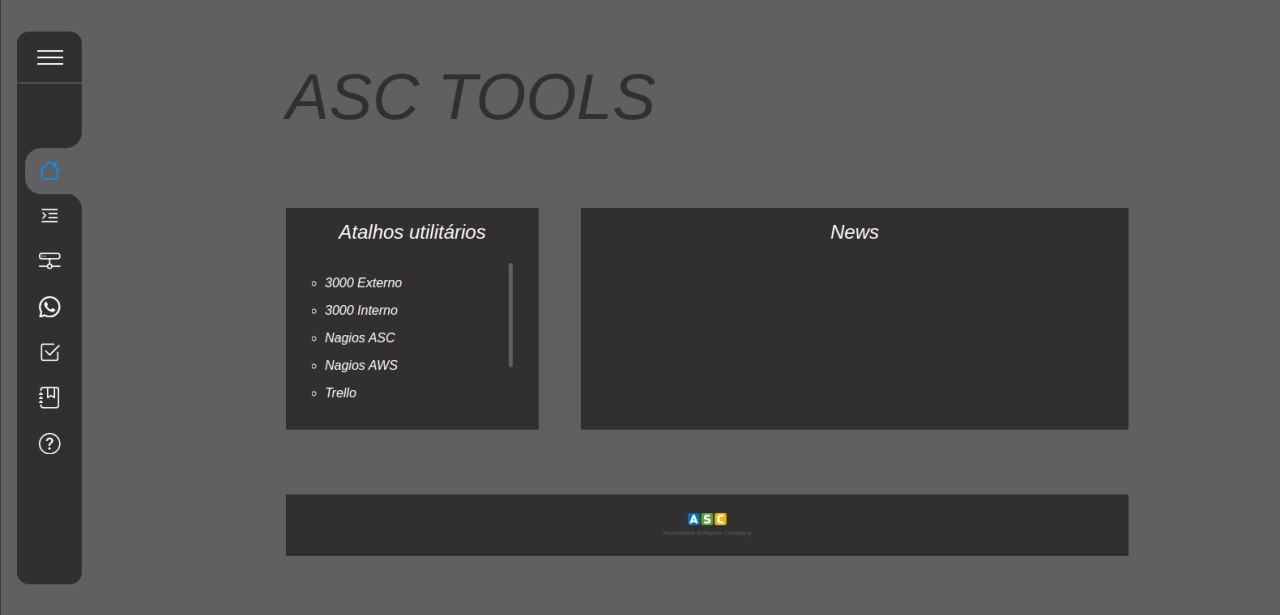 ASC TOOLS
Atalhos utilitários
3000 Externo
3000 Interno
Nagios ASC
Nagios AWS
Trello
News
ASC
Associated Software Company